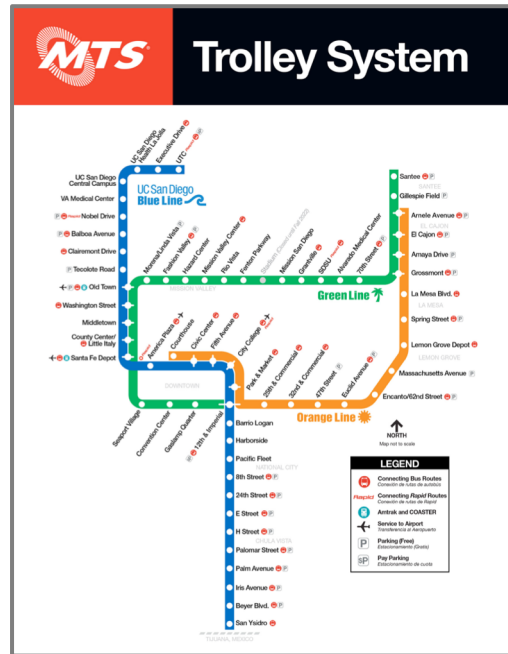 MTS
Trolley System
UC San Diego
Health La Jolla
Executive Drive
UTC
UC San Diego
Central Campus
VA Medical Center
Nobel Drive
Balboa Avenue
Clairemont Drive
Tecolote Road
Old Town
Washington Street
Middletown
County Center/
Little Italy
Santa Fe Depot
UC San Diego
Blue Line
Morena/Linda Vista
Fashion Valley
Hazard Center
Mission Valley Center
Rio Vista
Fenton Parkway
Mission San Diego
Grantville
SDSU
Alvarado Medical Center
70th Street
MISSION VALLEY
Green Line
Santee
SANTEE
Gillespie Field
Arnele Avenue
EL CAJON
El Cajon
Amaya Drive
Grossmont
La Mesa Blvd.
LA MESA
Spring Street
Lemon Grove Depot
LEMON GROVE
Massachusetts Avenue
Encanto/62nd Street
America Plaza
Courthouse
Civic Center
Fifth Avenue
City College
Park & Market
25th & Commercial
32nd & Commercial
47th Street
Euclid Avenue
DOWNTOWN
Orange Line
Seaport Village
Convention Center
Gaslamp Quarter
12th & Imperial
Barrio Logan
Harborside
Pacific Fleet
NATIONAL CITY
8th Street
24th Street
E Street
H Street
CHULA VISTA
Palomar Street
Palm Avenue
Iris Avenue
Beyer Blvd.
San Ysidro
TIJUANA, MEXICO
NORTH
Map not to scale
LEGEND
Connecting Bus Routes
Conexión de rutas de autobús
Rapid
Connecting Rapid Routes
Conexión de rutas de Rapid
Amtrak and COASTER
Service to Airport
Transferencia a Aeropuerto
P
Parking (Free)
Estacionamiento (Gratis)
$P
Pay Parking
Estacionamiento de cuota